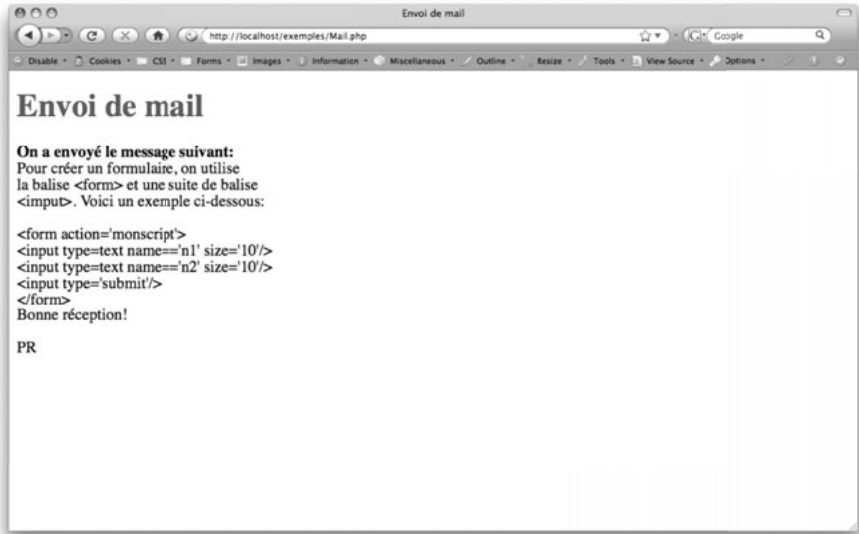 Envoi de mail
http://localhost/exemples/Mail.php
Google
Disable Cookies CSS Forms Images Information Miscellaneous Outline Resize Tools View Source Options
Envoi de mail
On a envoyé le message suivant:
Pour créer un formulaire, on utilise
la balise <form> et une suite de balise
<imput>. Voici un exemple ci-dessous:
<form action='monscript'>
<input type=text name=='n1' size='10'/>
<input type=text name=='n2' size='10'/>
<input type='submit'/>
</form>
Bonne réception!
PR